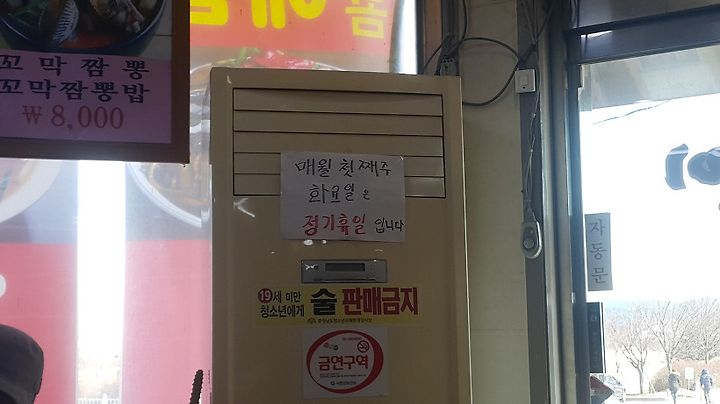 꼬막짬뽕
꼬막짬뽕밥
₩8,000
매월 첫째주
화요일은
정기휴일 입니다
19세 미만
청소년에게
술 판매금지
금연구역
자동문